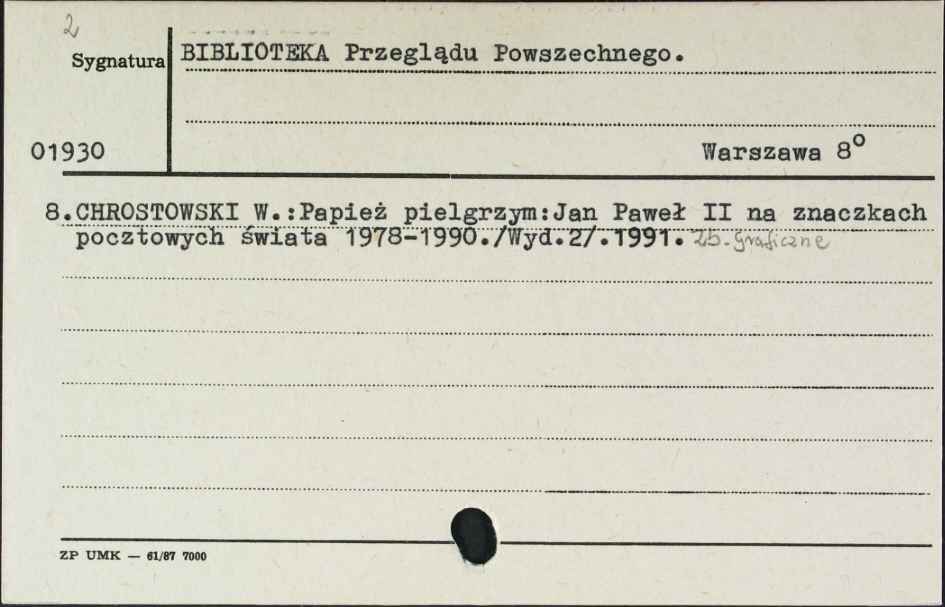 2
Sygnatura BIBLIOTEKA Przeglądu Powszechnego.
01930 Warszawa 8°
8.CHROSTOWSKI W.:Papież pielgrzym:Jan Paweł II na znaczkach
pocztowych świata 1978-1990./Wyd.2/.1991. Zb. graficzne
ZP UMK — 61/87 7000